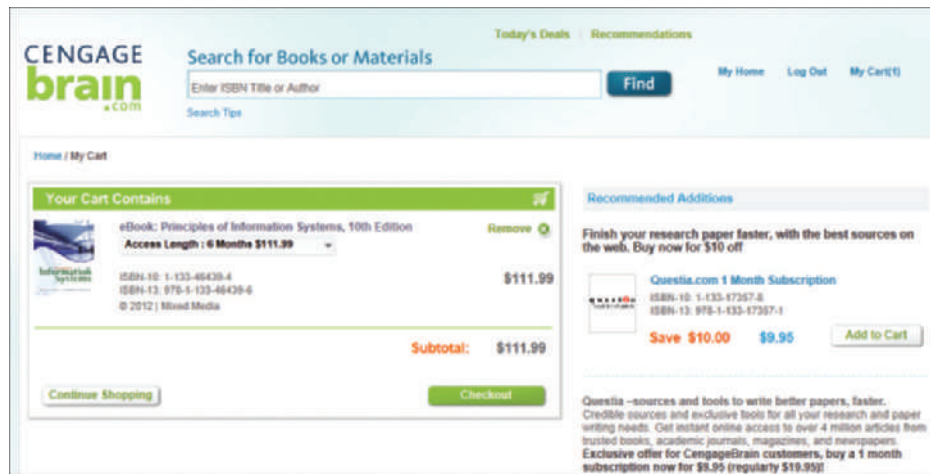 Today's Deals
Recommendations
CENGAGE
brain
.com
Search for Books or Materials
Enter ISBN Title or Author
Find
My Home
Log Out
My Cart(1)
Search Tips
Home / My Cart
Your Cart Contains
eBook: Principles of Information Systems, 10th Edition
Remove
Access Length : 6 Months $111.99
Information
Systems
ISBN-10: 1-133-46439-4
ISBN-13: 978-1-133-46439-6
© 2012 | Mixed Media
$111.99
Subtotal: $111.99
Continue Shopping
Checkout
Recommended Additions
Finish your research paper faster, with the best sources on
the web. Buy now for $10 off
Questia.com 1 Month Subscription
ISBN-10: 1-133-17357-8
ISBN-13: 978-1-133-17357-1
Save $10.00 $9.95
Add to Cart
Questia –sources and tools to write better papers, faster.
Credible sources and exclusive tools for all your research and paper
writing needs. Get instant online access to over 4 million articles from
trusted books, academic journals, magazines, and newspapers.
Exclusive offer for CengageBrain customers, buy a 1 month
subscription now for $9.95 (regularly $19.95)!